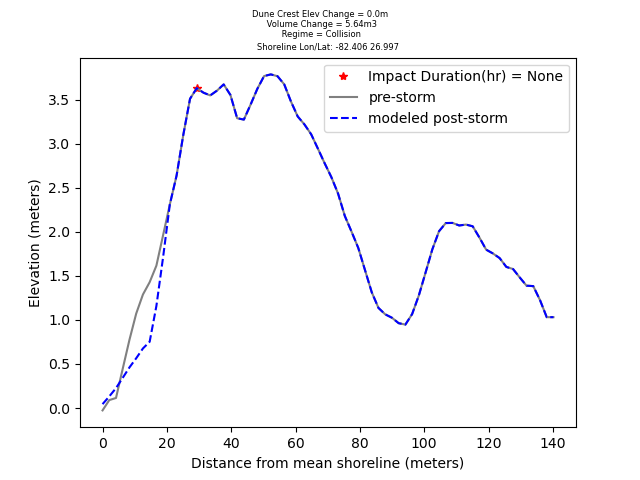 Dune Crest Elev Change = 0.0m
Volume Change = 5.64m3
Regime = Collision
Shoreline Lon/Lat: -82.406 26.997
Impact Duration(hr) = None
pre-storm
modeled post-storm
Elevation (meters)
3.5
3.0
2.5
2.0
1.5
1.0
0.5
0.0
0 20 40 60 80 100 120 140
Distance from mean shoreline (meters)